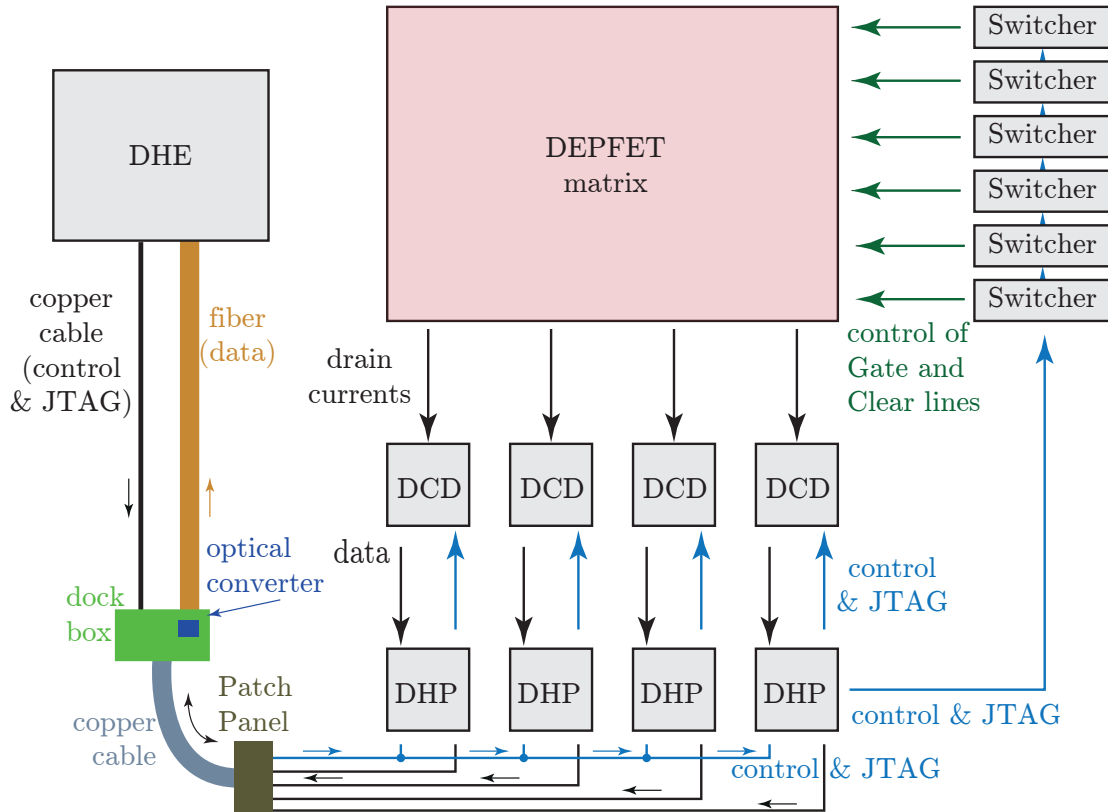 Switcher
Switcher
Switcher
Switcher
Switcher
Switcher
DHE
DEPFET
matrix
copper
cable
(control
& JTAG)
fiber
(data)
drain
currents
control of
Gate and
Clear lines
DCD
DCD
DCD
DCD
data
optical
converter
control
& JTAG
dock
box
DHP
DHP
DHP
DHP
Patch
Panel
control & JTAG
copper
cable
control & JTAG